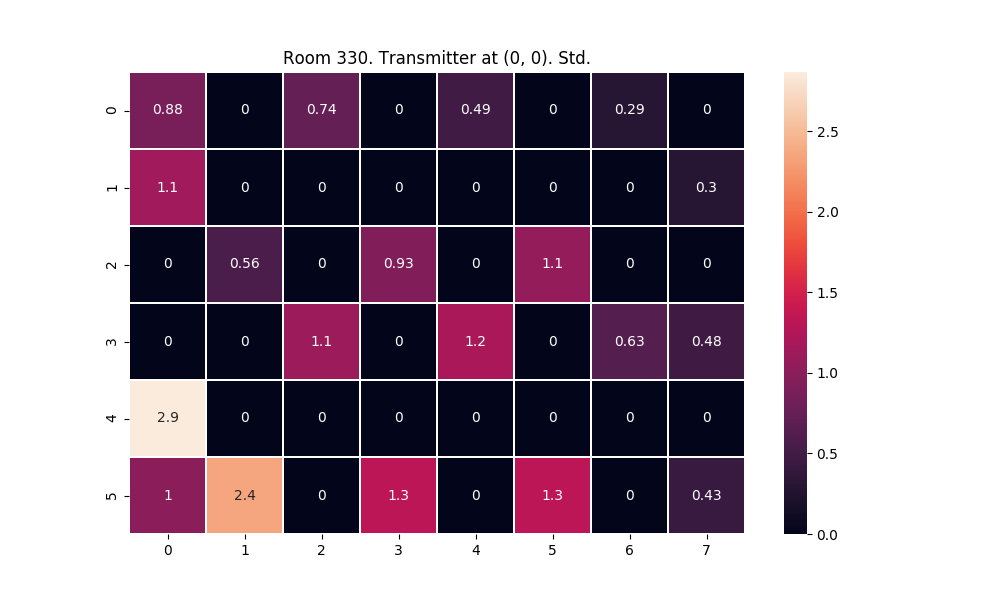 Room 330. Transmitter at (0, 0). Std.
0 0.88 0 0.74 0 0.49 0 0.29 0
1 1.1 0 0 0 0 0 0 0.3
2 0 0.56 0 0.93 0 1.1 0 0
3 0 0 1.1 0 1.2 0 0.63 0.48
4 2.9 0 0 0 0 0 0 0
5 1 2.4 0 1.3 0 1.3 0 0.43
0 1 2 3 4 5 6 7
2.5
2.0
1.5
1.0
0.5
0.0